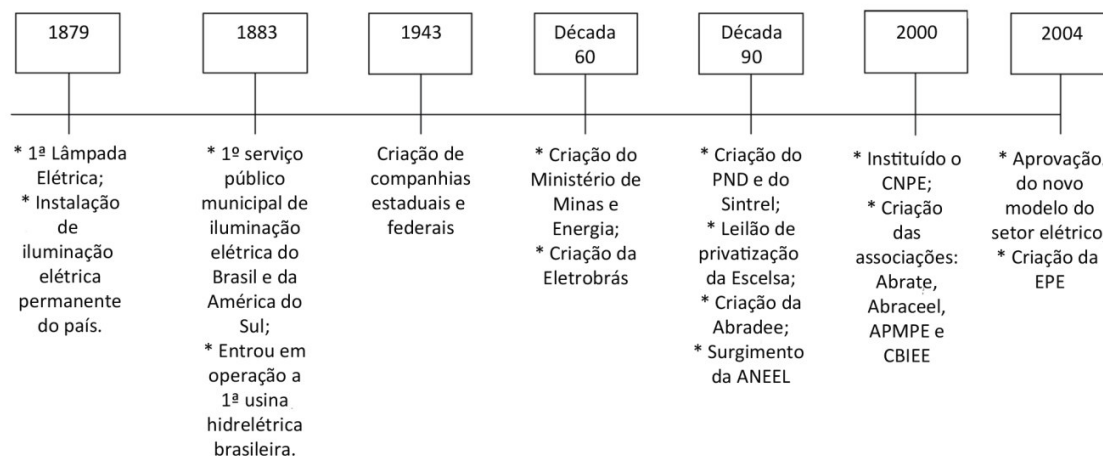 1879
1883
1943
Década
60
Década
90
2000
2004
* 1ª Lâmpada
Elétrica;
* Instalação
de
iluminação
elétrica
permanente
do país.
* 1º serviço
público
municipal de
iluminação
elétrica do
Brasil e da
América do
Sul;
* Entrou em
operação a
1ª usina
hidrelétrica
brasileira.
Criação de
companhias
estaduais e
federais
* Criação do
Ministério de
Minas e
Energia;
* Criação da
Eletrobrás
* Criação do
PND e do
Sintrel;
* Leilão de
privatização
da Escelsa;
* Criação da
Abradee;
* Surgimento
da ANEEL
* Instituído o
CNPE;
* Criação
das
associações:
Abrate,
Abraceel,
APMPE e
CBIEE
* Aprovação
do novo
modelo do
setor elétrico
* Criação da
EPE